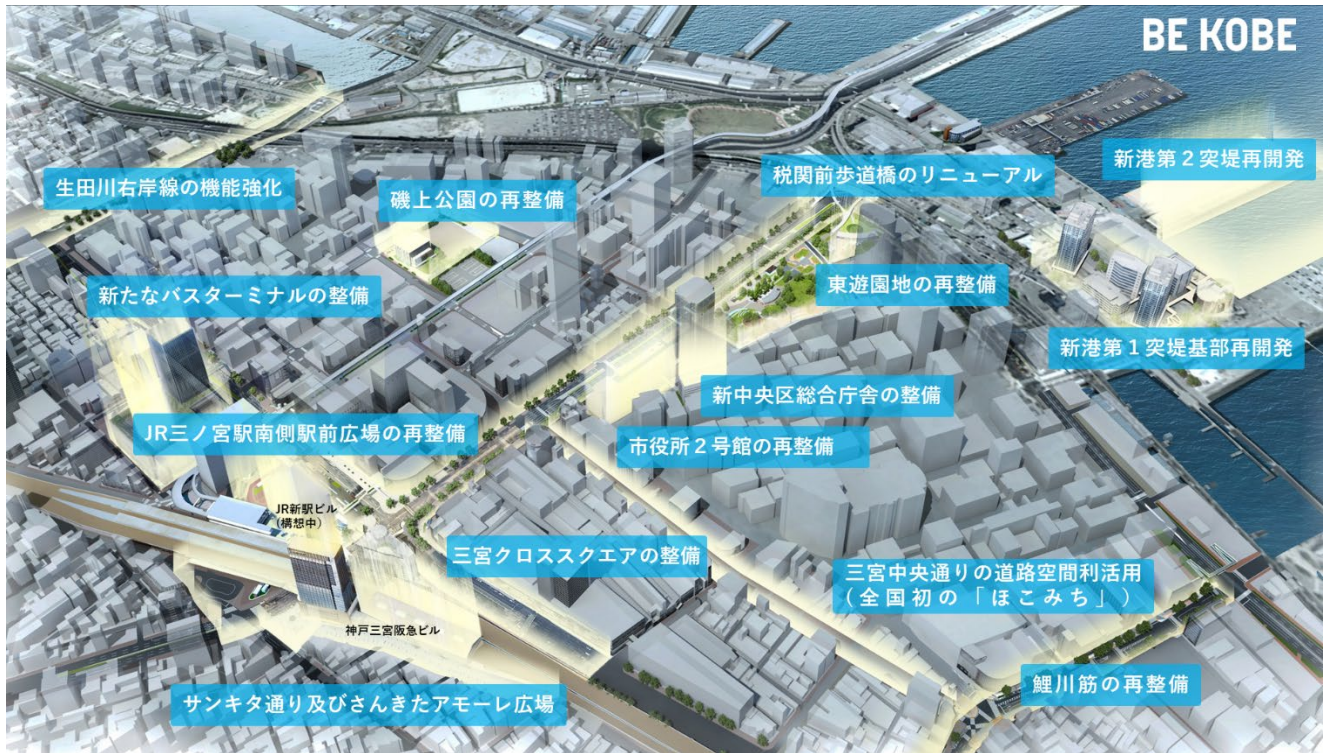 BE KOBE
新港第2突堤再開発
税関前歩道橋のリニューアル
生田川右岸線の機能強化
磯上公園の再整備
新たなバスターミナルの整備
東遊園地の再整備
新港第1突堤基部再開発
新中央区総合庁舎の整備
JR三ノ宮駅南側駅前広場の再整備
市役所2号館の再整備
JR新駅ビル
(構想中)
三宮クロススクエアの整備
三宮中央通りの道路空間利活用
(全国初の「ほこみち」)
神戸三宮阪急ビル
鯉川筋の再整備
サンキタ通り及びさんきたアモーレ広場